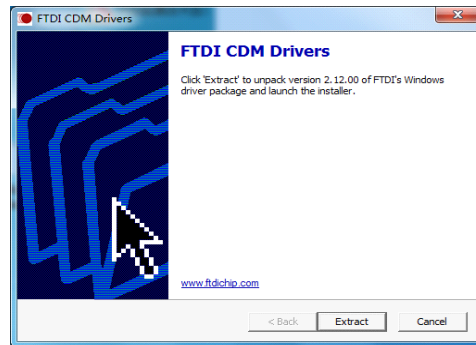 FTDI CDM Drivers
FTDI CDM Drivers
Click 'Extract' to unpack version 2.12.00 of FTDI's Windows
driver package and launch the installer.
www.ftdichip.com
< Back
Extract
Cancel